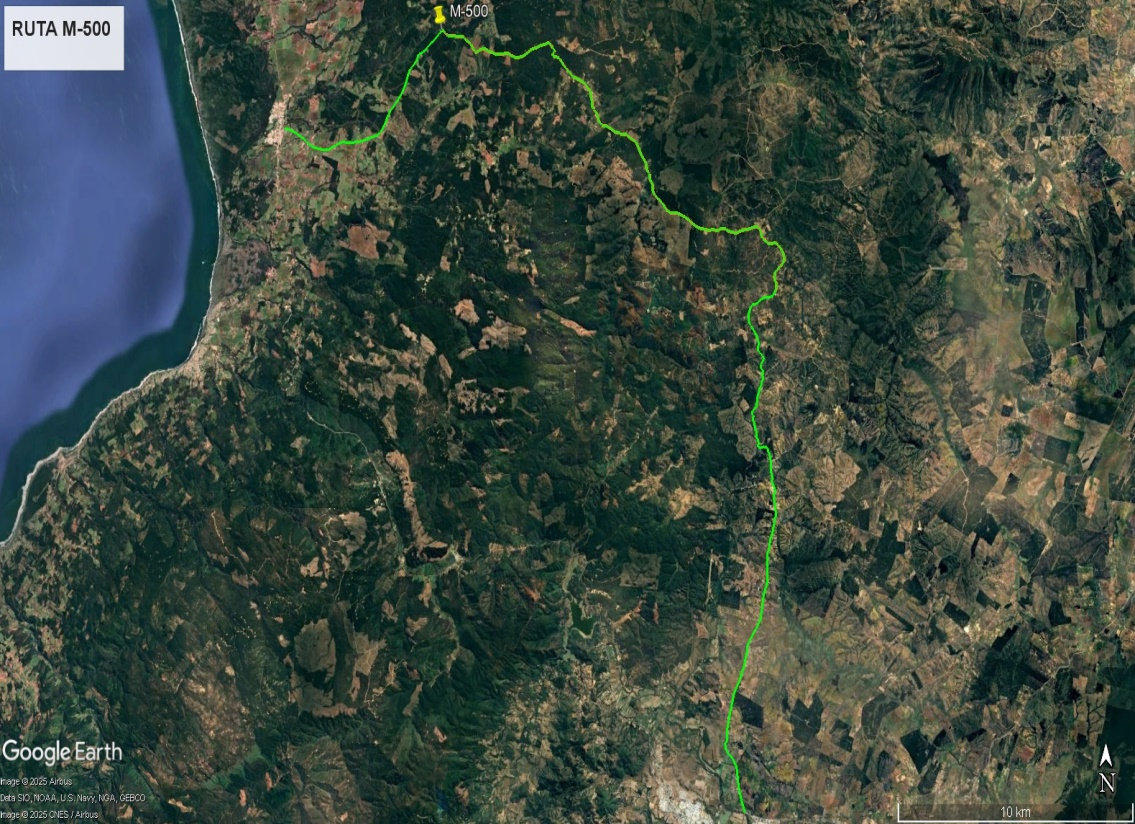 RUTA M-500
M-500
Google Earth
Image © 2025 Airbus
Data SIO, NOAA, U.S. Navy, NGA, GEBCO
Image © 2025 CNES / Airbus
N
10 km